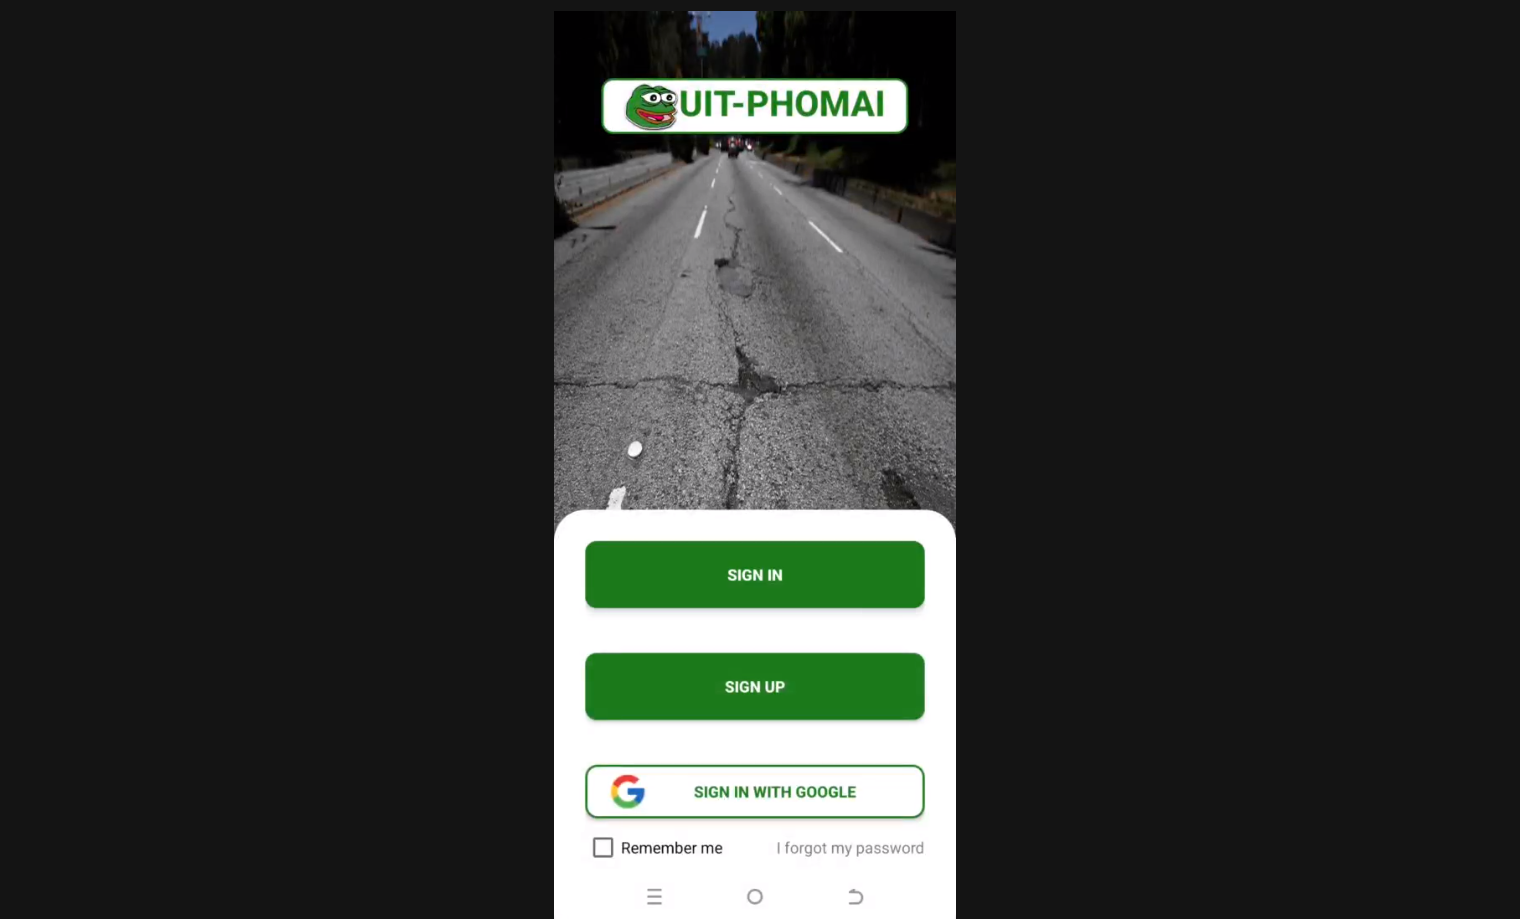 UIT-PHOMAI
SIGN IN
SIGN UP
SIGN IN WITH GOOGLE
Remember me
I forgot my password